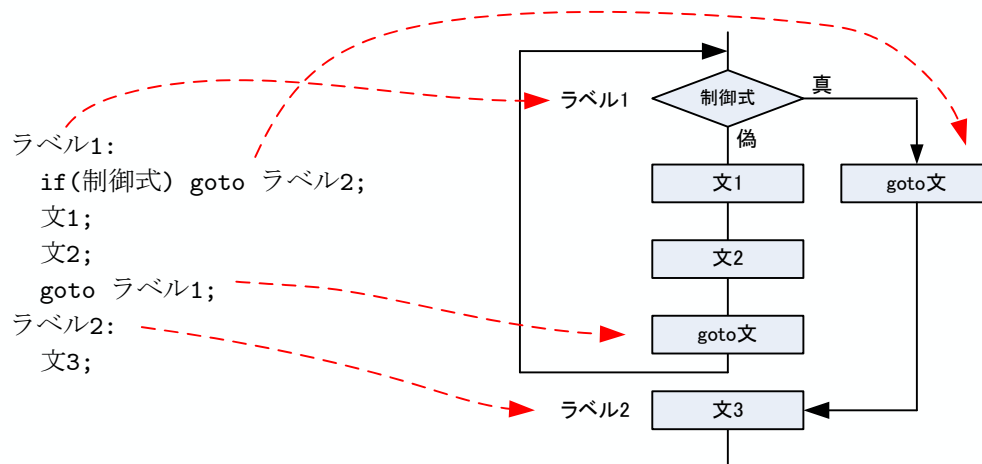 ラベル1:
if(制御式) goto ラベル2;
文1;
文2;
goto ラベル1;
ラベル2:
文3;
ラベル1
制御式
真
偽
文1
goto文
文2
goto文
ラベル2
文3